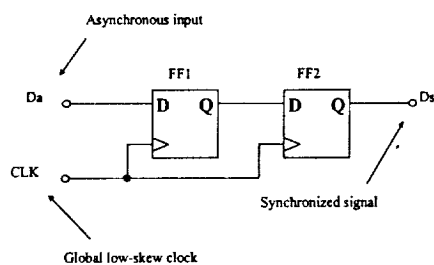 Asynchronous input
FF1
FF2
Da
D Q
D Q
Ds
CLK
Synchronized signal
Global low-skew clock